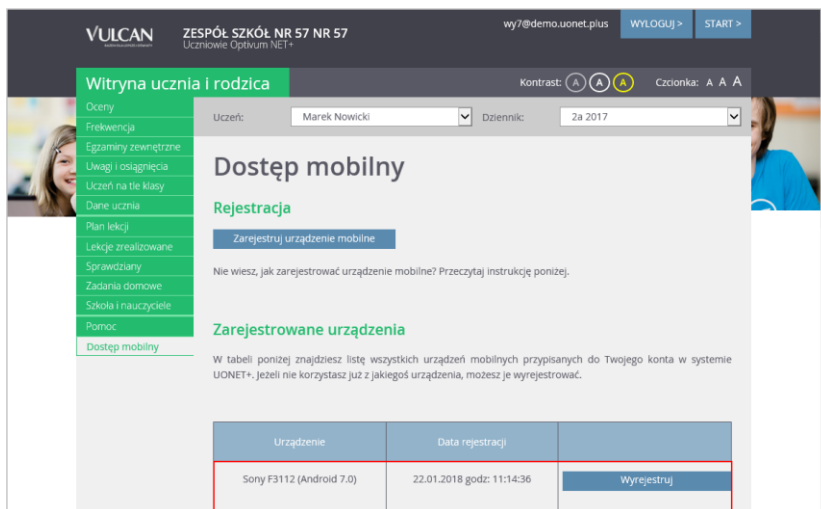 VULCAN
ZESPÓŁ SZKÓŁ NR 57 NR 57
Uczniowie Optivum NET+
wy7@demo.uonet.plus
WYLOGUJ >
START >
Witryna ucznia i rodzica
Kontrast: A A A
Czcionka: A A A
Oceny
Frekwencja
Egzaminy zewnętrzne
Uwagi i osiągnięcia
Uczeń na tle klasy
Dane ucznia
Plan lekcji
Lekcje zrealizowane
Sprawdziany
Zadania domowe
Szkoła i nauczyciele
Pomoc
Dostęp mobilny
Uczeń: Marek Nowicki Dziennik: 2a 2017
Dostęp mobilny
Rejestracja
Zarejestruj urządzenie mobilne
Nie wiesz, jak zarejestrować urządzenie mobilne? Przeczytaj instrukcję poniżej.
Zarejestrowane urządzenia
W tabeli poniżej znajdziesz listę wszystkich urządzeń mobilnych przypisanych do Twojego konta w systemie
UONET+. Jeżeli nie korzystasz już z jakiegoś urządzenia, możesz je wyrejestrować.
Urządzenie Data rejestracji
Sony F3112 (Android 7.0) 22.01.2018 godz: 11:14:36 Wyrejestruj